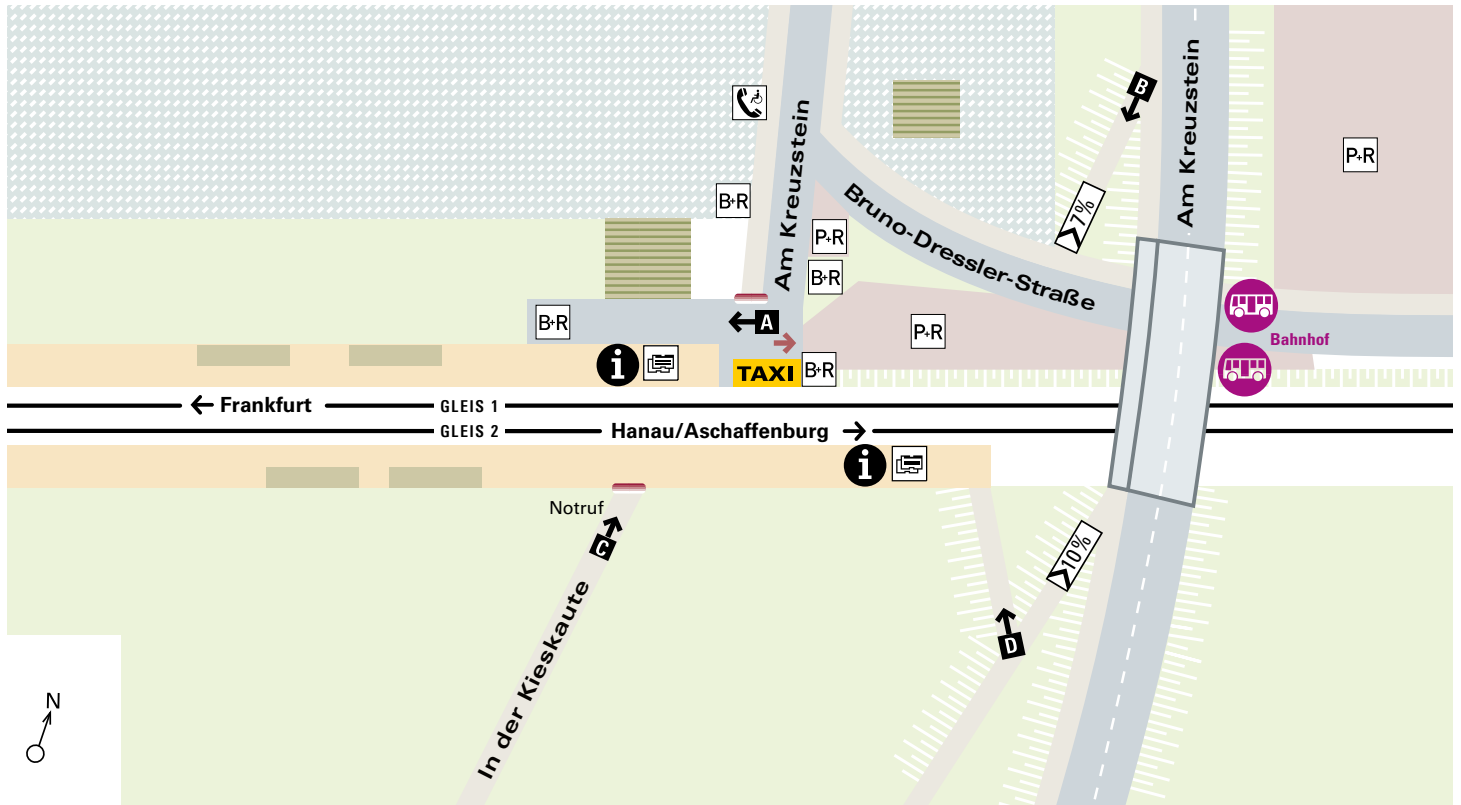 Am Kreuzstein
B
Am Kreuzstein
P+R
B+R
7%
Bruno-Dressler-Straße
P+R
B+R
B+R
A
P+R
Bahnhof
i
TAXI
B+R
Frankfurt
GLEIS 1
GLEIS 2
Hanau/Aschaffenburg
i
Notruf
C
10%
In der Kieskaute
D
N